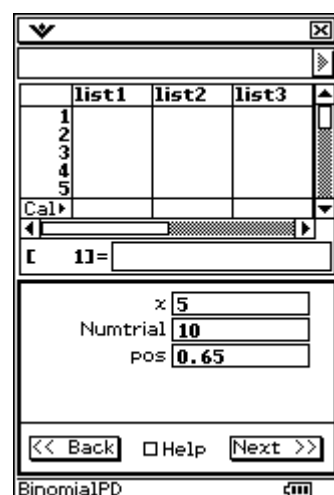 list1 list2 list3
1
2
3
4
5
Cal▶
[ 1]=
x 5
Numtrial 10
pos 0.65
<< Back Help Next >>
BinomialPD